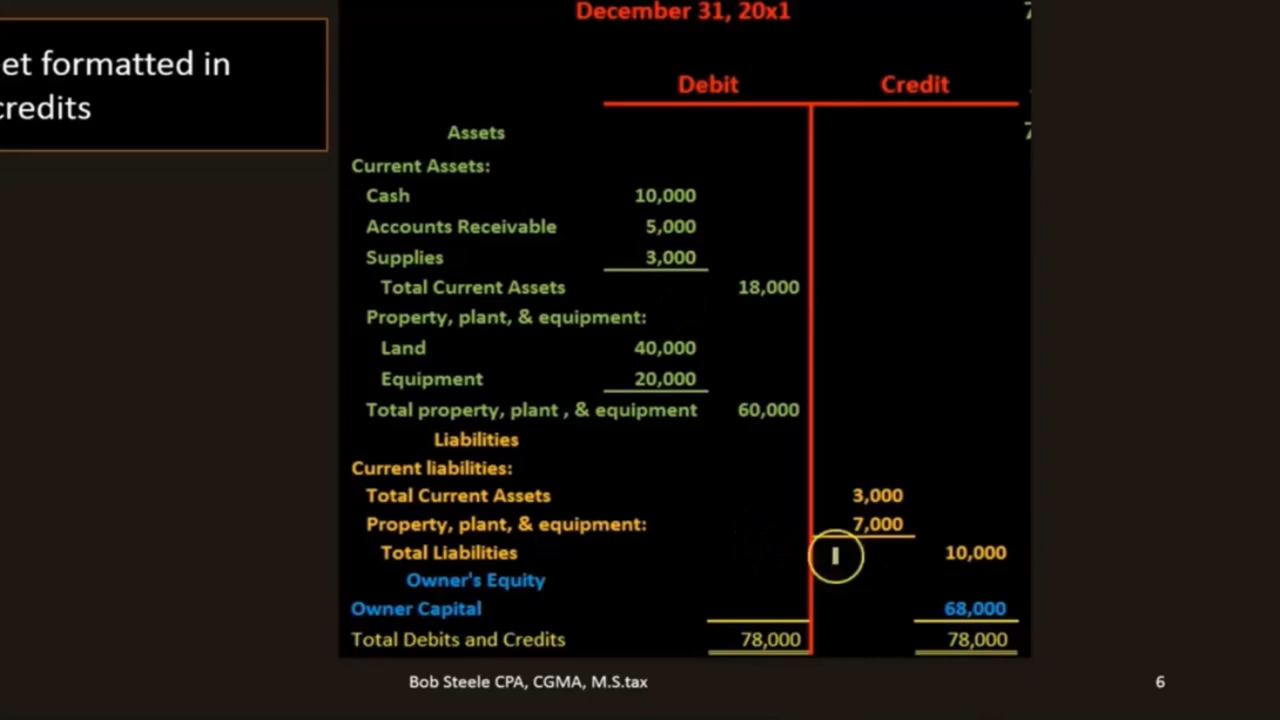 December 31, 20x1
et formatted in
credits
Debit Credit
Assets
Current Assets:
Cash 10,000
Accounts Receivable 5,000
Supplies 3,000
Total Current Assets 18,000
Property, plant, & equipment:
Land 40,000
Equipment 20,000
Total property, plant , & equipment 60,000
Liabilities
Current liabilities:
Total Current Assets 3,000
Property, plant, & equipment: 7,000
Total Liabilities 10,000
Owner's Equity
Owner Capital 68,000
Total Debits and Credits 78,000 78,000
Bob Steele CPA, CGMA, M.S.tax 6